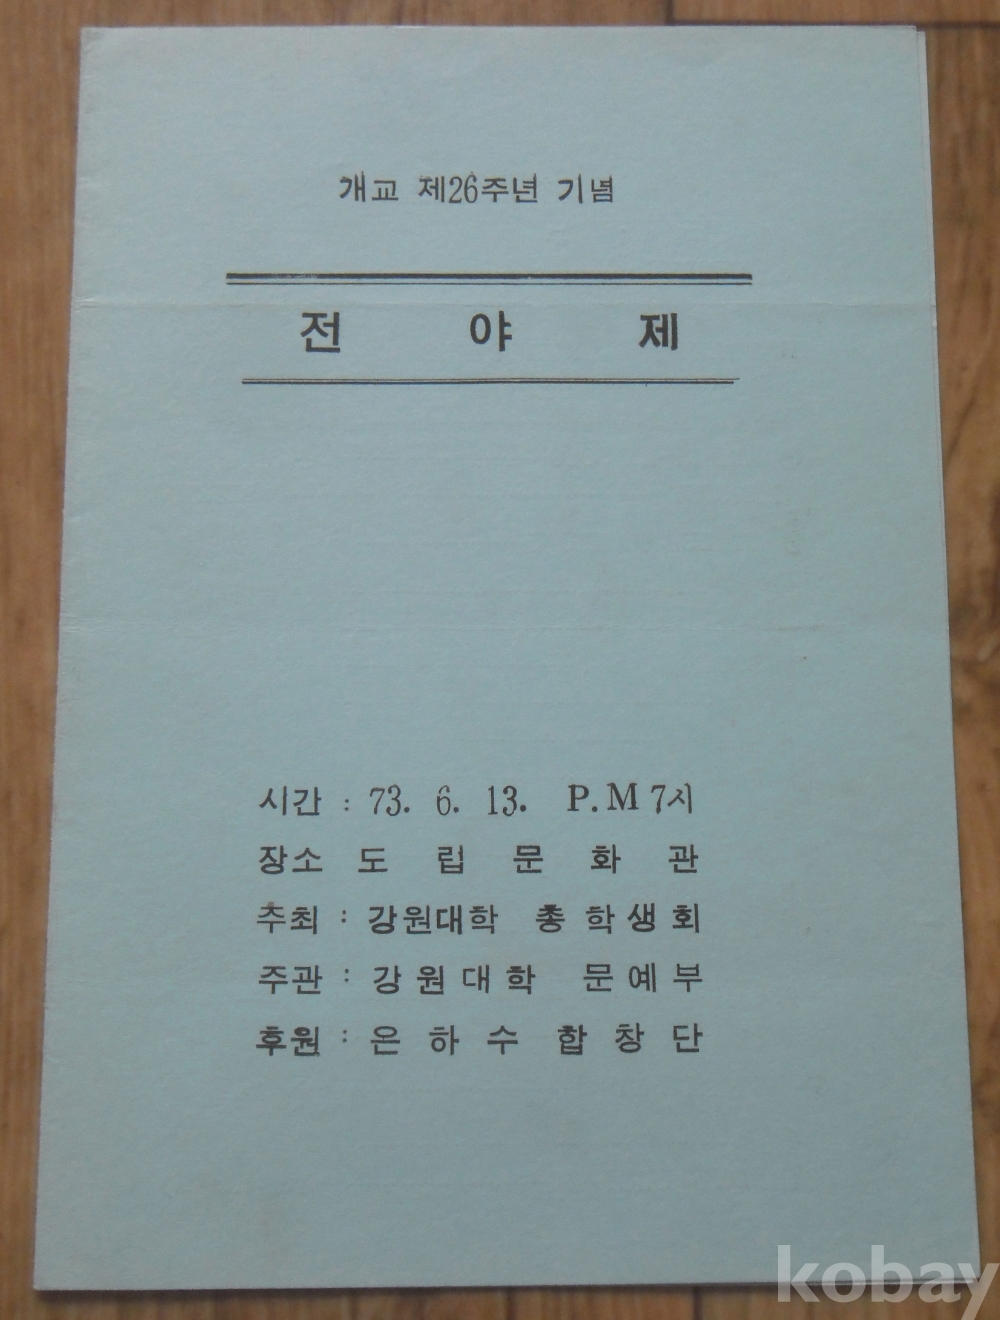 개교 제26주년 기념
전 야 제
시간 : 73. 6. 13. P.M 7시
장소 도 립 문 화 관
주최 : 강원대학 총 학 생 회
주관 : 강 원 대 학 문 예 부
후원 : 은 하 수 합 창 단
kobay